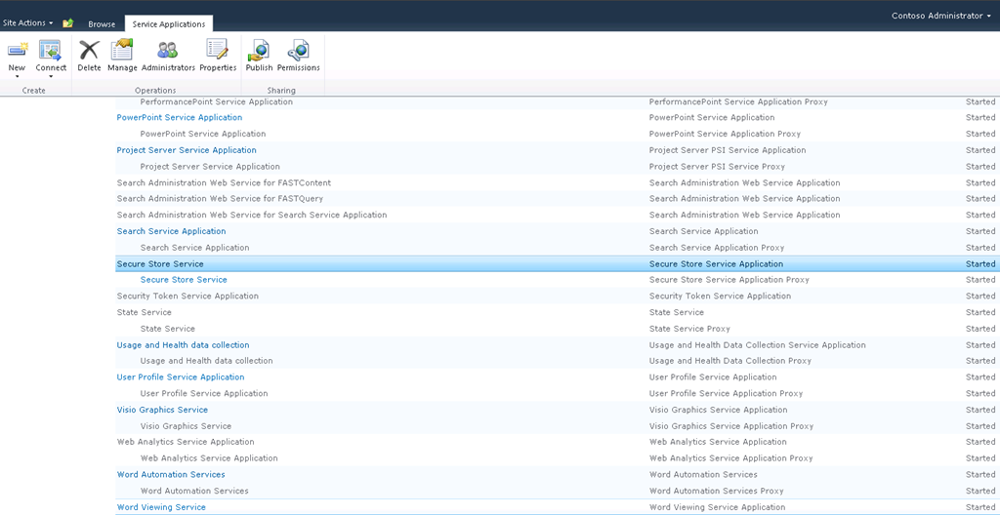 Site Actions Browse Service Applications Contoso Administrator
New Connect Delete Manage Administrators Properties Publish Permissions
Create Operations Sharing
PerformancePoint Service Application PerformancePoint Service Application Proxy Started
PowerPoint Service Application PowerPoint Service Application Started
PowerPoint Service Application PowerPoint Service Application Proxy Started
Project Server Service Application Project Server PSI Service Application Started
Project Server Service Application Project Server PSI Service Proxy Started
Search Administration Web Service for FASTContent Search Administration Web Service Application Started
Search Administration Web Service for FASTQuery Search Administration Web Service Application Started
Search Administration Web Service for Search Service Application Search Administration Web Service Application Started
Search Service Application Search Service Application Started
Search Service Application Search Service Application Proxy Started
Secure Store Service Secure Store Service Application Started
Secure Store Service Secure Store Service Application Proxy Started
Security Token Service Application Security Token Service Application Started
State Service State Service Started
State Service State Service Proxy Started
Usage and Health data collection Usage and Health Data Collection Service Application Started
Usage and Health data collection Usage and Health Data Collection Proxy Started
User Profile Service Application User Profile Service Application Started
User Profile Service Application User Profile Service Application Proxy Started
Visio Graphics Service Visio Graphics Service Application Started
Visio Graphics Service Visio Graphics Service Application Proxy Started
Web Analytics Service Application Web Analytics Service Application Started
Web Analytics Service Application Web Analytics Service Application Proxy Started
Word Automation Services Word Automation Services Started
Word Automation Services Word Automation Services Proxy Started
Word Viewing Service Word Viewing Service Application Started